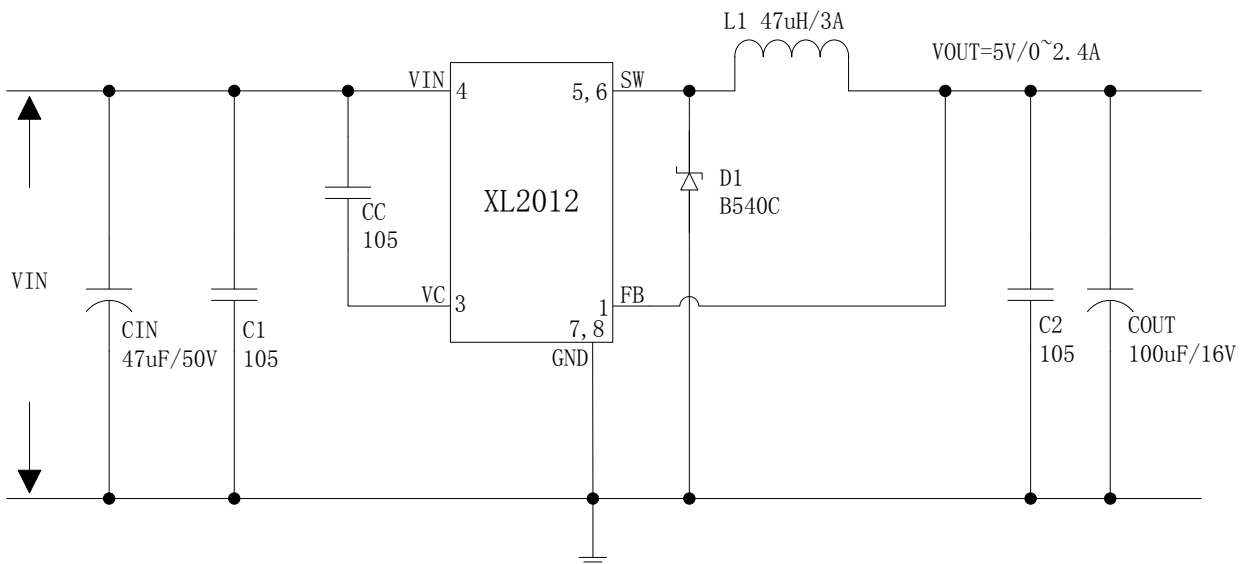 L1 47uH/3A
VOUT=5V/0~2.4A
VIN
4
5,6
SW
XL2012
D1
B540C
CC
105
VIN
VC
3
1
FB
7,8
GND
CIN
47uF/50V
C1
105
C2
105
COUT
100uF/16V